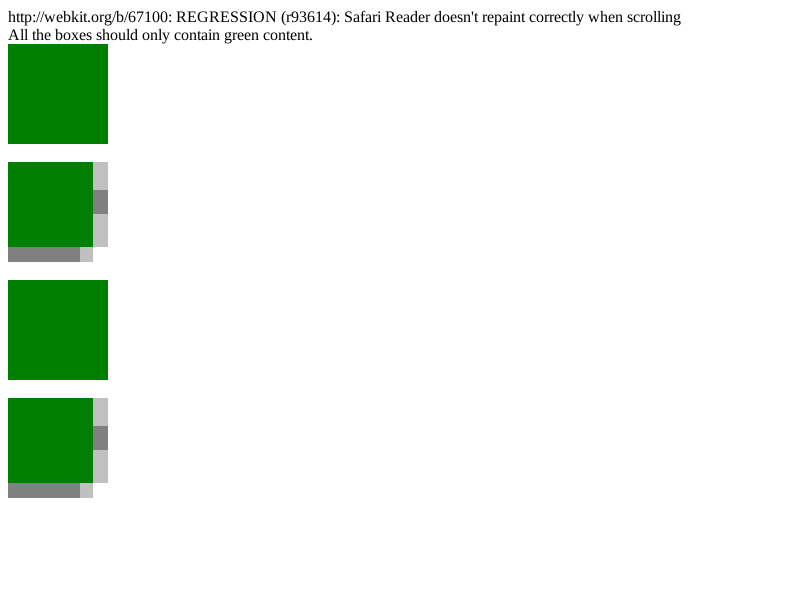 http://webkit.org/b/67100: REGRESSION (r93614): Safari Reader doesn't repaint correctly when scrolling
All the boxes should only contain green content.